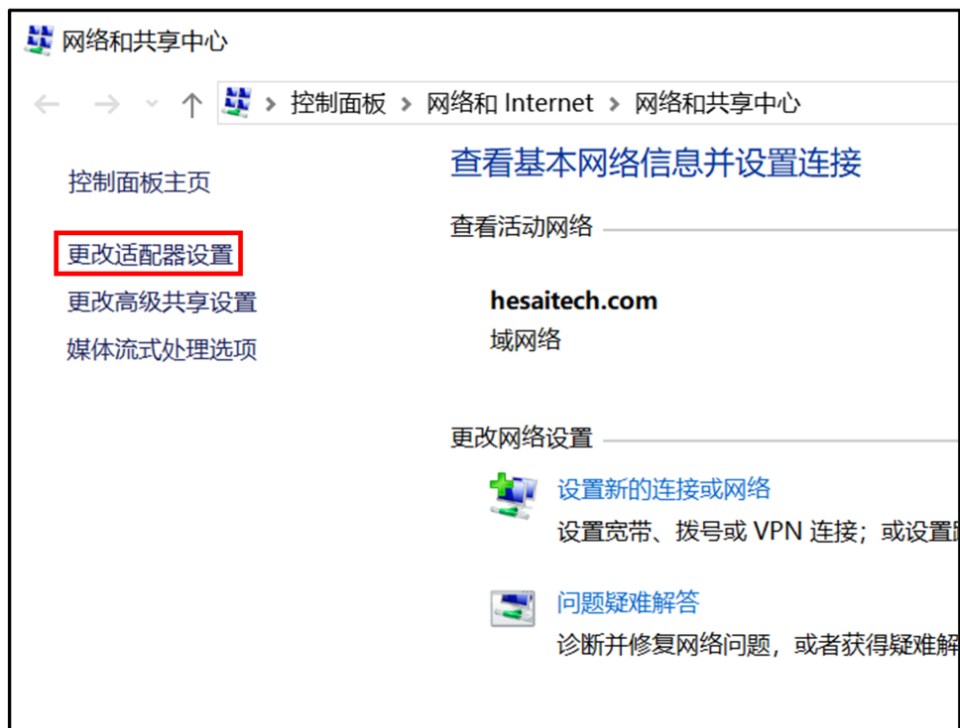 网络和共享中心
控制面板 网络和 Internet 网络和共享中心
控制面板主页
更改适配器设置
更改高级共享设置
媒体流式处理选项
查看基本网络信息并设置连接
查看活动网络
hesaitech.com
域网络
更改网络设置
设置新的连接或网络
设置宽带、拨号或 VPN 连接；或设置
问题疑难解答
诊断并修复网络问题，或者获得疑难解